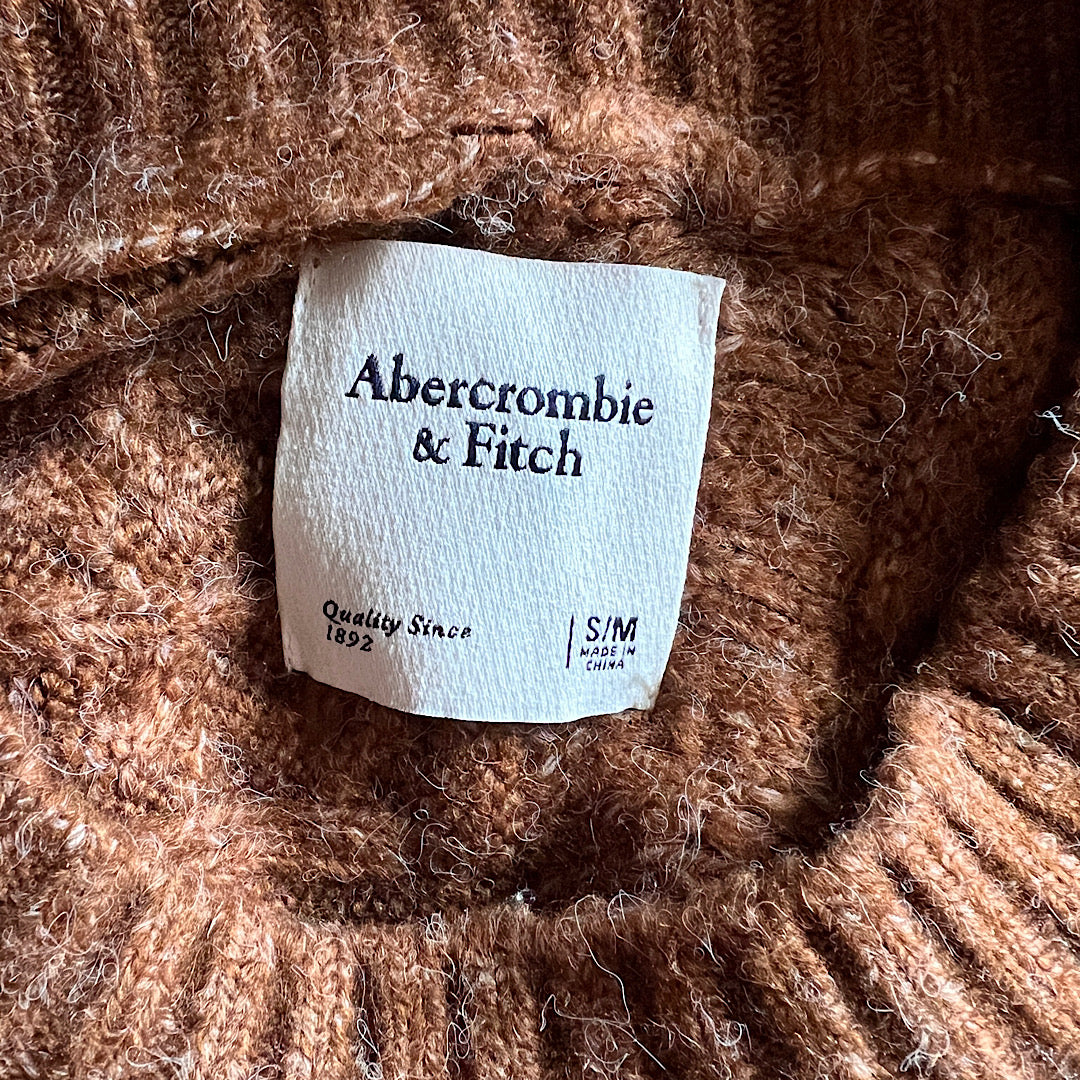 Abercrombie
& Fitch
Quality Since
1892
S/M
MADE IN
CHINA